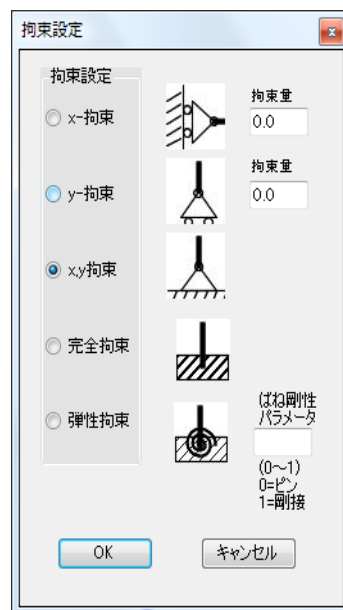 拘束設定
拘束設定
x-拘束
拘束量
0.0
y-拘束
拘束量
0.0
x,y拘束
完全拘束
弾性拘束
ばね剛性
パラメータ
(0～1)
0=ピン
1=剛接
OK
キャンセル